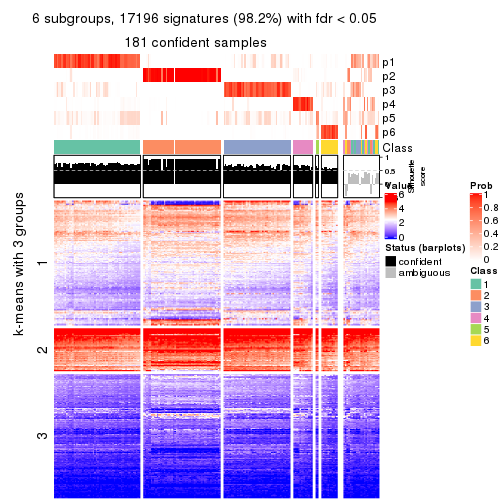 6 subgroups, 17196 signatures (98.2%) with fdr < 0.05
181 confident samples
p1
p2
p3
p4
p5
p6
Class
1
0.5
0
Silhouette
score
k-means with 3 groups
1
2
3
Value
6
4
2
0
Status (barplots)
confident
ambiguous
Prob
1
0.8
0.6
0.4
0.2
0
Class
1
2
3
4
5
6